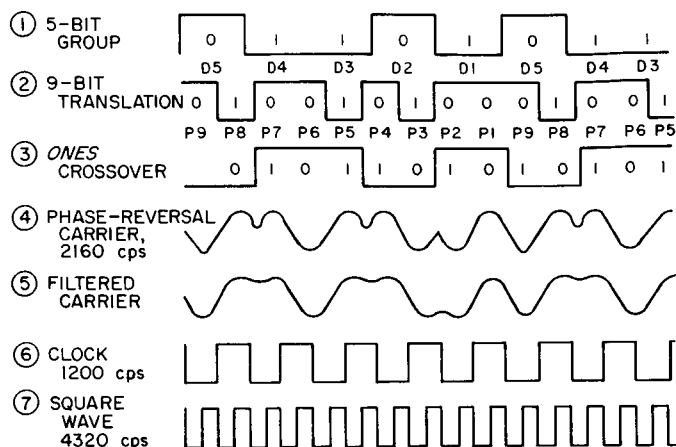 ① 5-BIT GROUP
0 1 1 0 1 0 1 1
D5 D4 D3 D2 D1 D5 D4 D3
② 9-BIT TRANSLATION
0 1 0 0 1 0 1 0 0 0 1 0 0 1
P9 P8 P7 P6 P5 P4 P3 P2 P1 P9 P8 P7 P6 P5
③ ONES CROSSOVER
0 1 0 1 1 0 1 0 1 0 1 0 1
④ PHASE-REVERSAL CARRIER, 2160 cps
⑤ FILTERED CARRIER
⑥ CLOCK 1200 cps
⑦ SQUARE WAVE 4320 cps